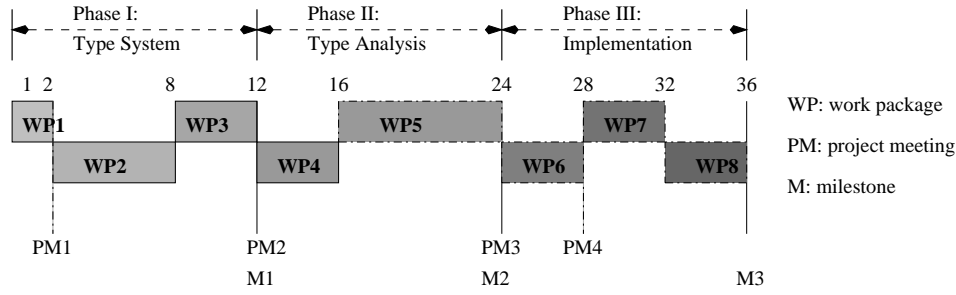 Phase I: Phase II: Phase III:
Type System Type Analysis Implementation
1 2 8 12 16 24 28 32 36
WP1 WP3 WP5 WP7
WP: work package
WP2 WP4 WP6 WP8
PM: project meeting
M: milestone
PM1 PM2 PM3 PM4
M1 M2 M3